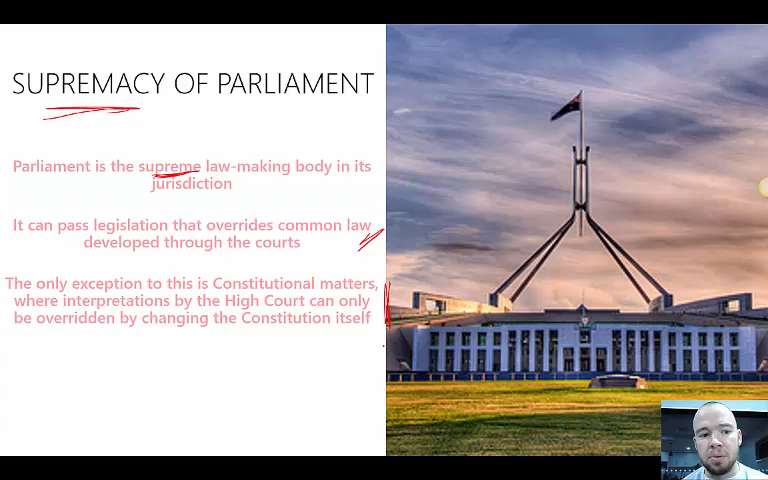 SUPREMACY OF PARLIAMENT
Parliament is the supreme law-making body in its
jurisdiction
It can pass legislation that overrides common law
developed through the courts
The only exception to this is Constitutional matters,
where interpretations by the High Court can only
be overridden by changing the Constitution itself